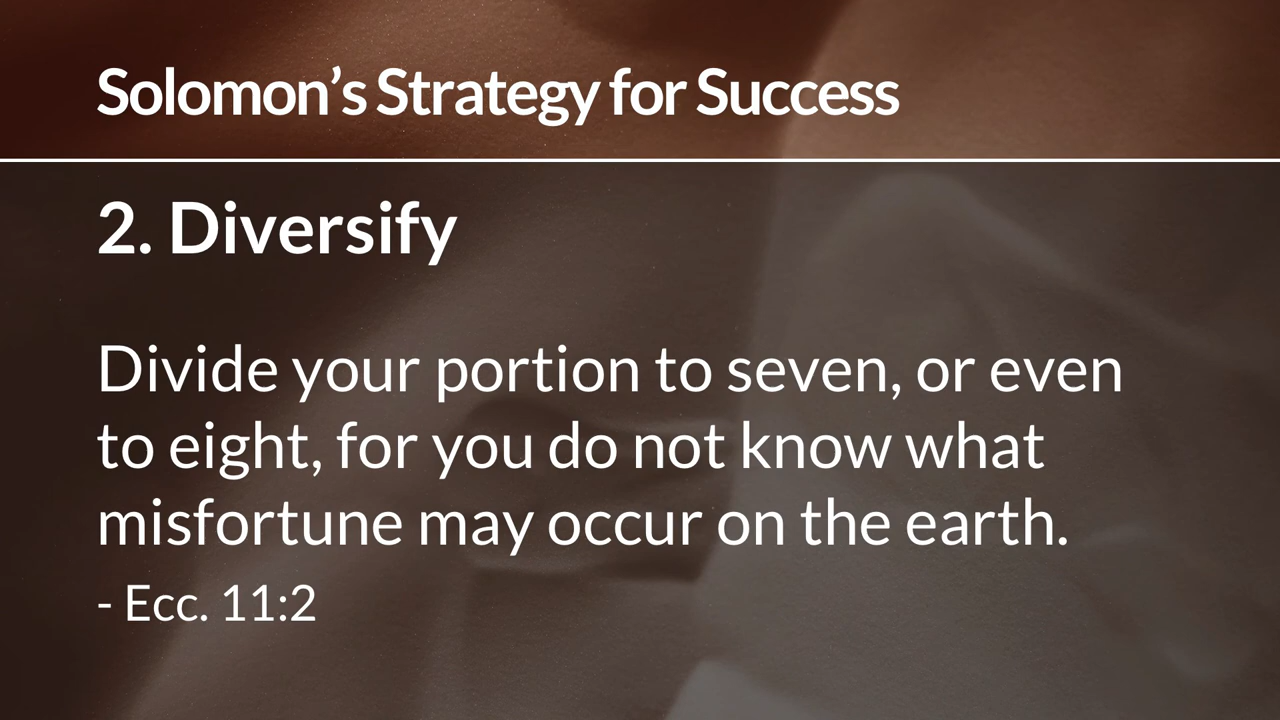 Solomon’s Strategy for Success
2. Diversify
Divide your portion to seven, or even
to eight, for you do not know what
misfortune may occur on the earth.
- Ecc. 11:2